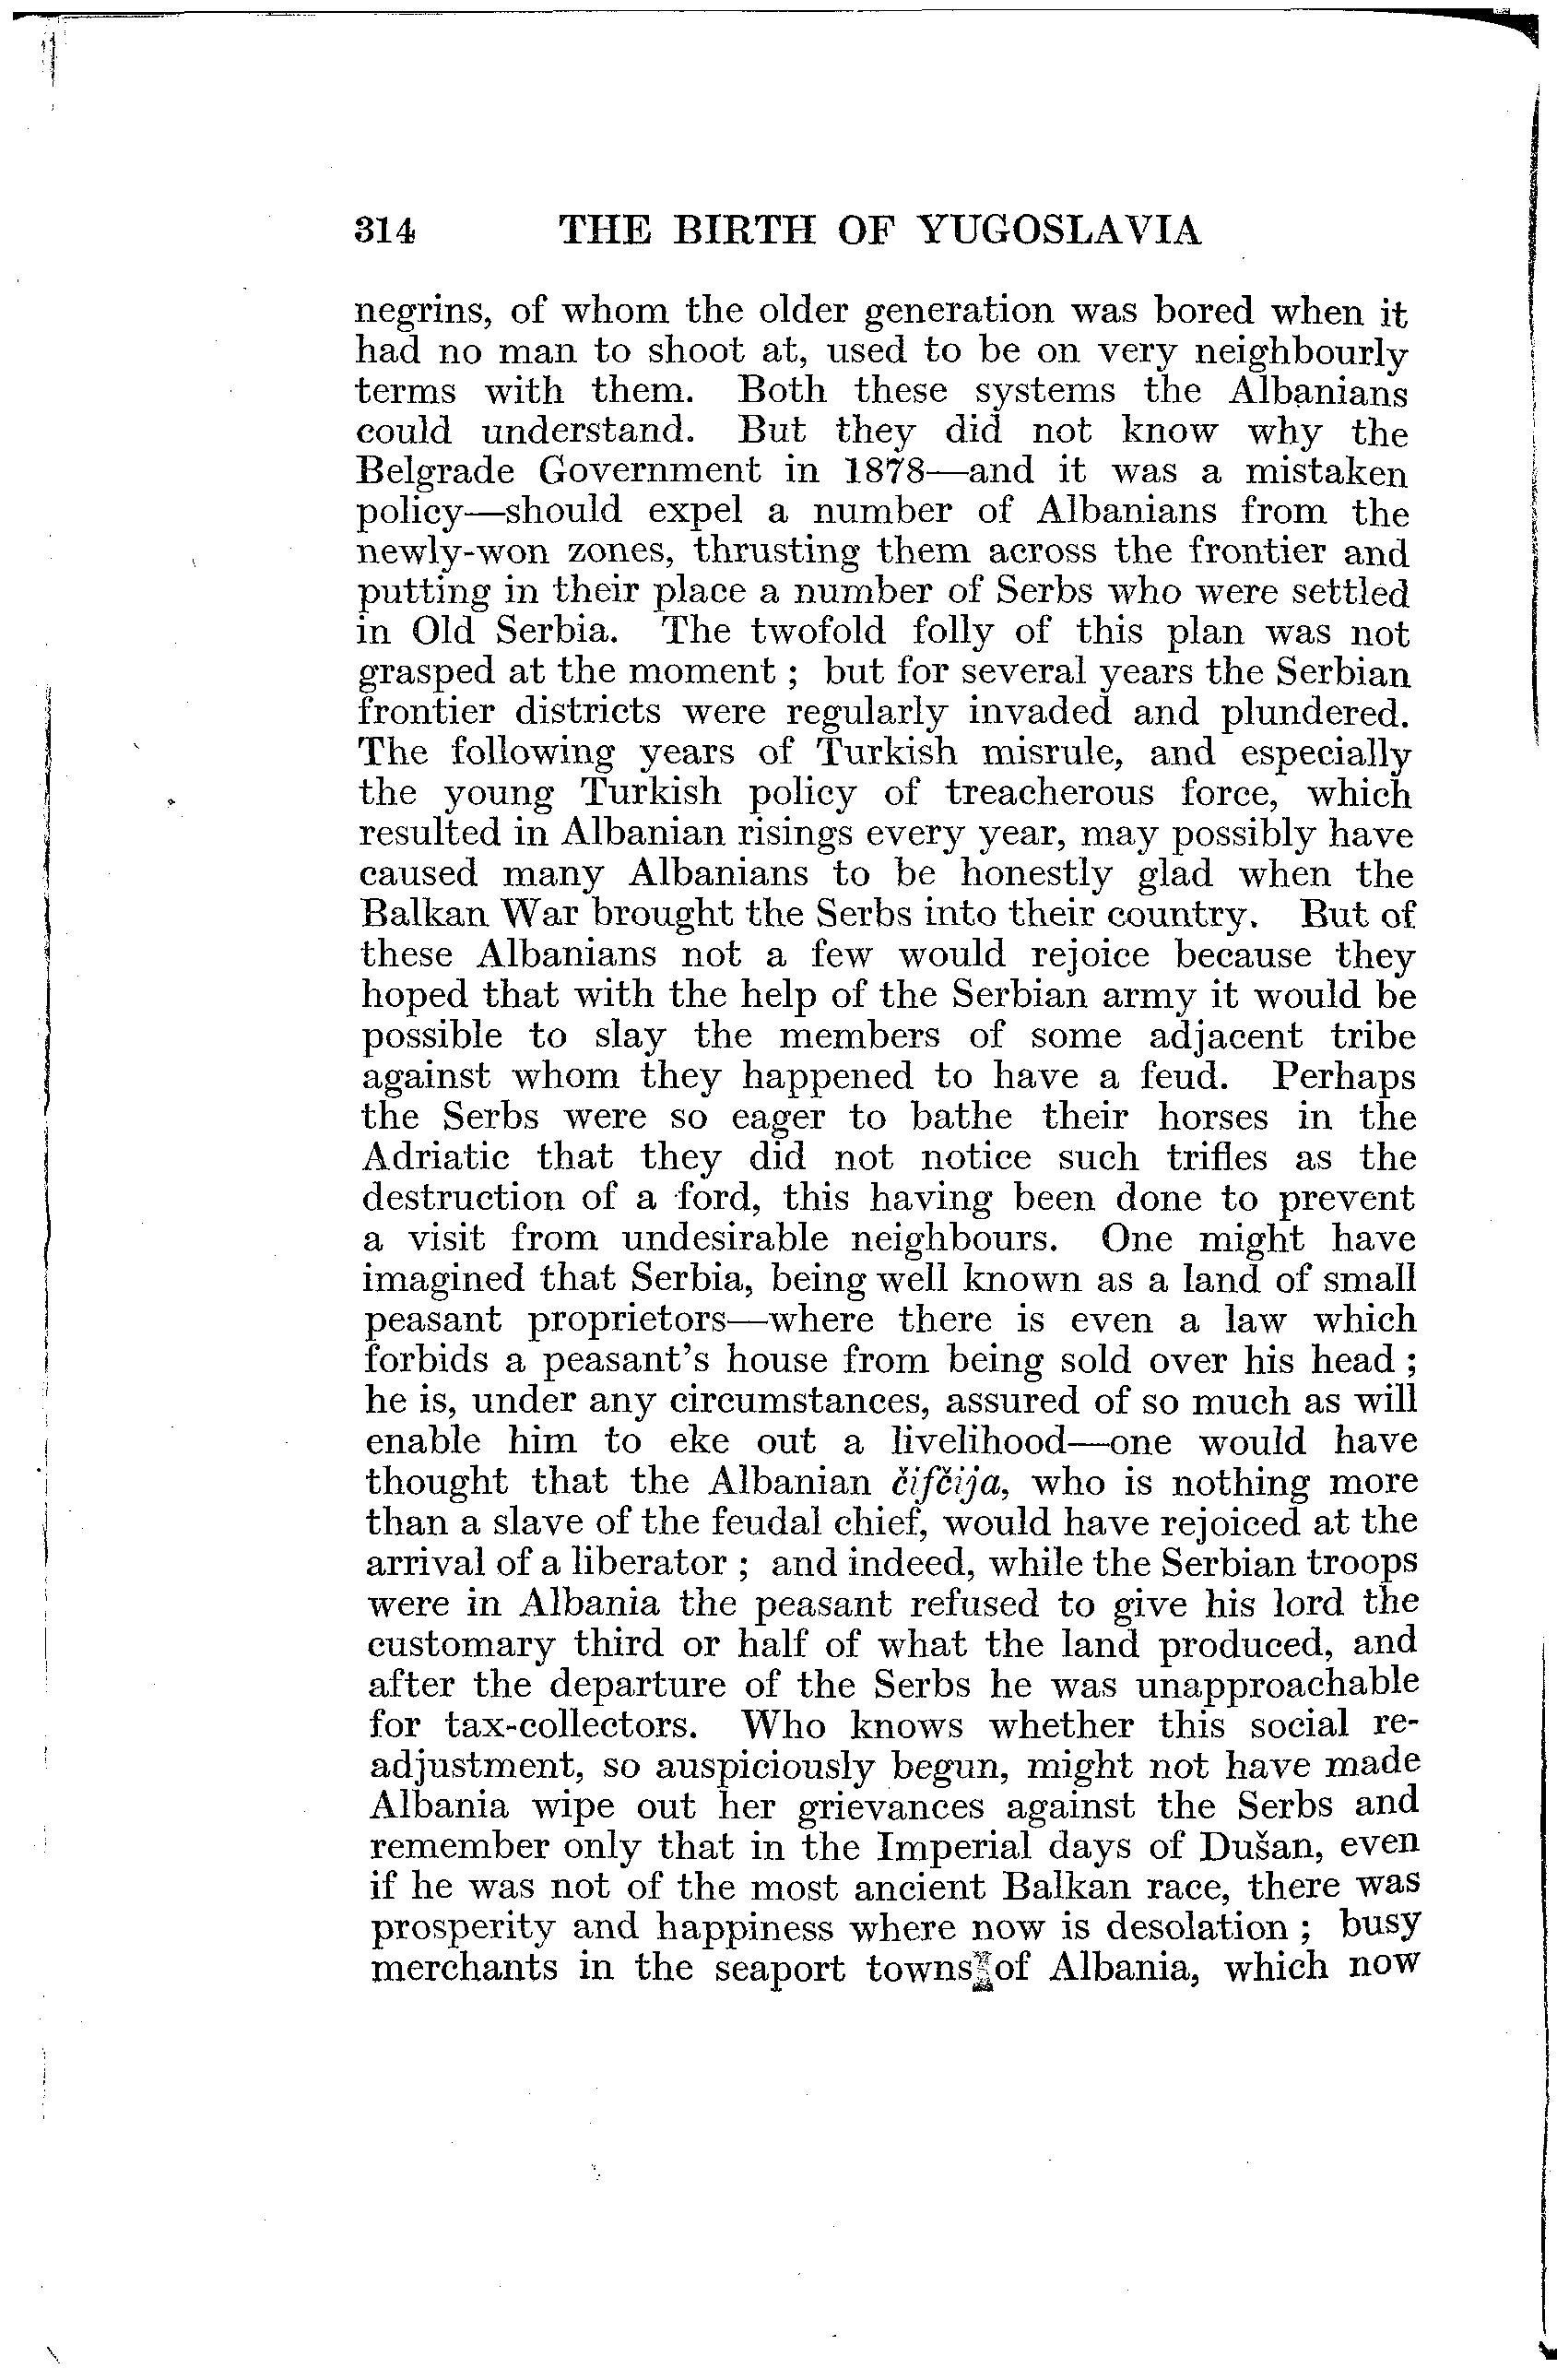 314 THE BIRTH OF YUGOSLAVIA
negrins, of whom the older generation was bored when it
had no man to shoot at, used to be on very neighbourly
terms with them. Both these systems the Albanians
could understand. But they did not know why the
Belgrade Government in 1878—and it was a mistaken
policy—should expel a number of Albanians from the
newly-won zones, thrusting them across the frontier and
putting in their place a number of Serbs who were settled
in Old Serbia. The twofold folly of this plan was not
grasped at the moment ; but for several years the Serbian
frontier districts were regularly invaded and plundered.
The following years of Turkish misrule, and especially
the young Turkish policy of treacherous force, which
resulted in Albanian risings every year, may possibly have
caused many Albanians to be honestly glad when the
Balkan War brought the Serbs into their country. But of
these Albanians not a few would rejoice because they
hoped that with the help of the Serbian army it would be
possible to slay the members of some adjacent tribe
against whom they happened to have a feud. Perhaps
the Serbs were so eager to bathe their horses in the
Adriatic that they did not notice such trifles as the
destruction of a ford, this having been done to prevent
a visit from undesirable neighbours. One might have
imagined that Serbia, being well known as a land of small
peasant proprietors—where there is even a law which
forbids a peasant's house from being sold over his head ;
he is, under any circumstances, assured of so much as will
enable him to eke out a livelihood—one would have
thought that the Albanian čifčija, who is nothing more
than a slave of the feudal chief, would have rejoiced at the
arrival of a liberator ; and indeed, while the Serbian troops
were in Albania the peasant refused to give his lord the
customary third or half of what the land produced, and
after the departure of the Serbs he was unapproachable
for tax-collectors. Who knows whether this social re-
adjustment, so auspiciously begun, might not have made
Albania wipe out her grievances against the Serbs and
remember only that in the Imperial days of Dušan, even
if he was not of the most ancient Balkan race, there was
prosperity and happiness where now is desolation ; busy
merchants in the seaport towns of Albania, which now